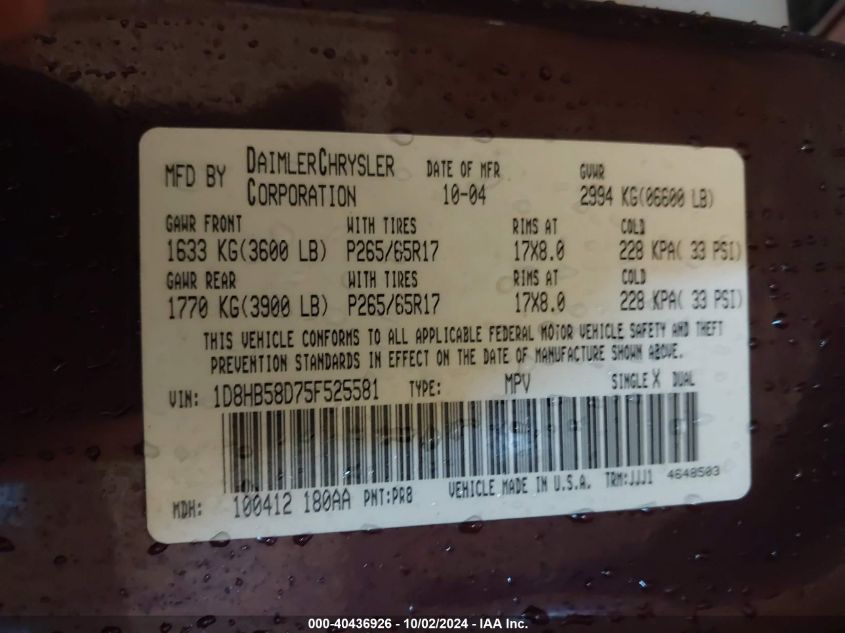 MFD BY DAIMLERCHRYSLER CORPORATION DATE OF MFR 10-04 GVWR 2994 KG(06600 LB)
GAWR FRONT WITH TIRES RIMS AT COLD
1633 KG(3600 LB) P265/65R17 17X8.0 228 KPA( 33 PSI)
GAWR REAR WITH TIRES RIMS AT COLD
1770 KG(3900 LB) P265/65R17 17X8.0 228 KPA( 33 PSI)
THIS VEHICLE CONFORMS TO ALL APPLICABLE FEDERAL MOTOR VEHICLE SAFETY AND THEFT
PREVENTION STANDARDS IN EFFECT ON THE DATE OF MANUFACTURE SHOWN ABOVE.
VIN: 1D8HB58D75F525581 TYPE: MPV SINGLE X DUAL
MDH: 100412 180AA PNT:PR8 VEHICLE MADE IN U.S.A. TRM:JJJ1 4648503
000-40436926 - 10/02/2024 - IAA Inc.